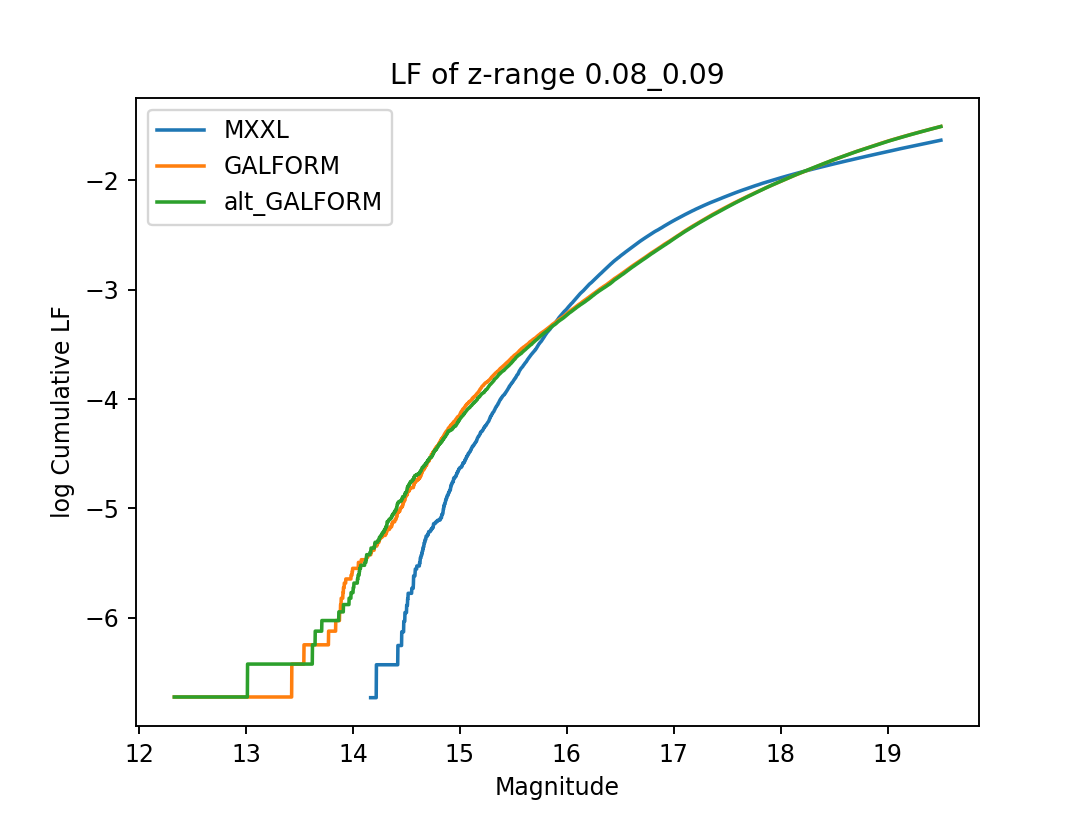 LF of z-range 0.08_0.09
MXXL
GALFORM
alt_GALFORM
log Cumulative LF
−2
−3
−4
−5
−6
12 13 14 15 16 17 18 19
Magnitude